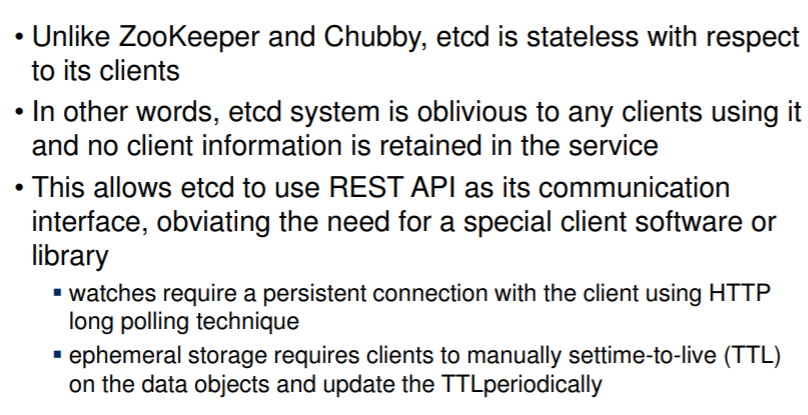 • Unlike ZooKeeper and Chubby, etcd is stateless with respect
to its clients
• In other words, etcd system is oblivious to any clients using it
and no client information is retained in the service
• This allows etcd to use REST API as its communication
interface, obviating the need for a special client software or
library
▪ watches require a persistent connection with the client using HTTP
long polling technique
▪ ephemeral storage requires clients to manually settime-to-live (TTL)
on the data objects and update the TTLperiodically